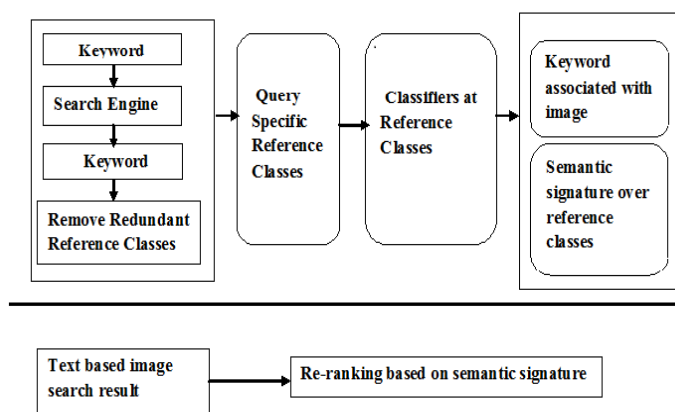 Keyword
Search Engine
Keyword
Remove Redundant
Reference Classes
Query
Specific
Reference
Classes
Classifiers at
Reference
Classes
Keyword
associated with
image
Semantic
signature over
reference
classes
Text based image
search result
Re-ranking based on semantic signature